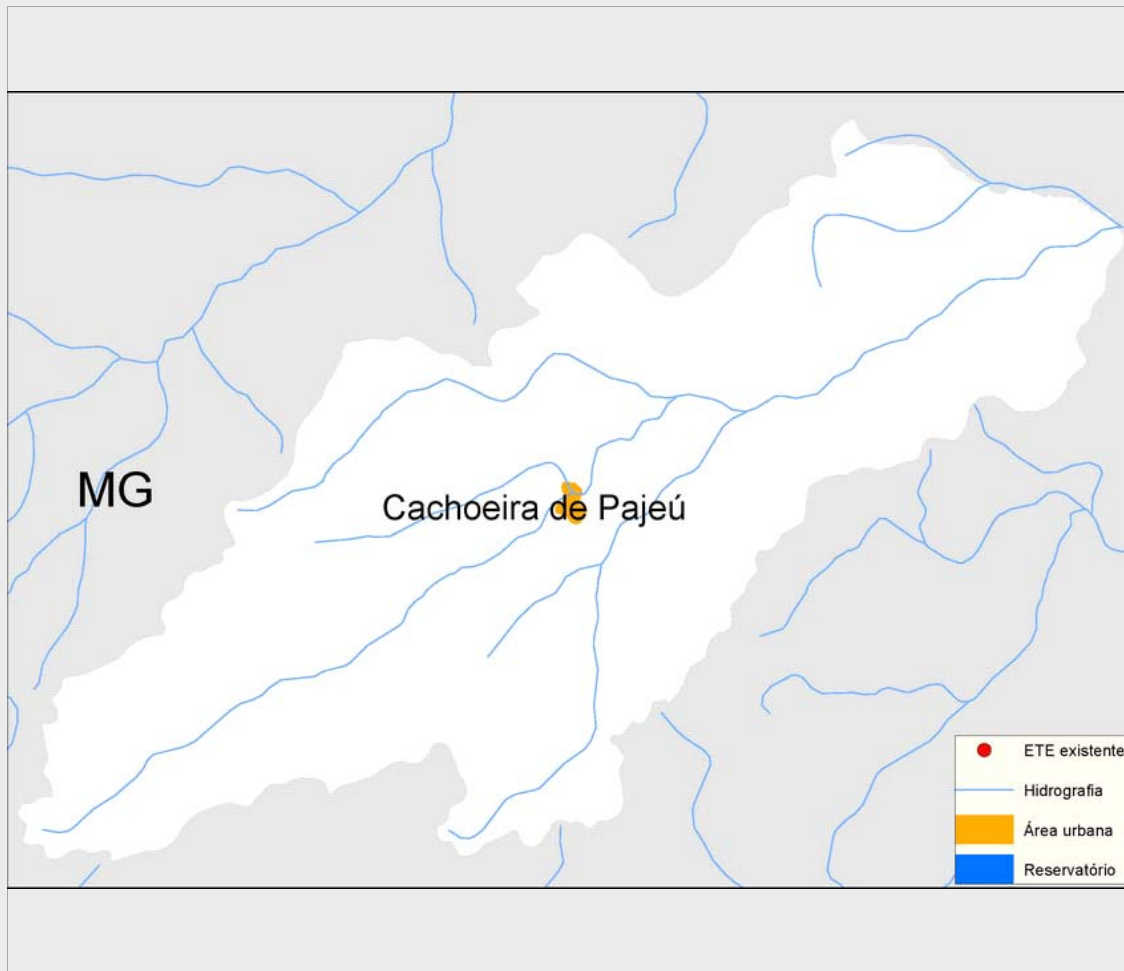 MG
Cachoeira de Pajeú
ETE existente
Hidrografia
Área urbana
Reservatório